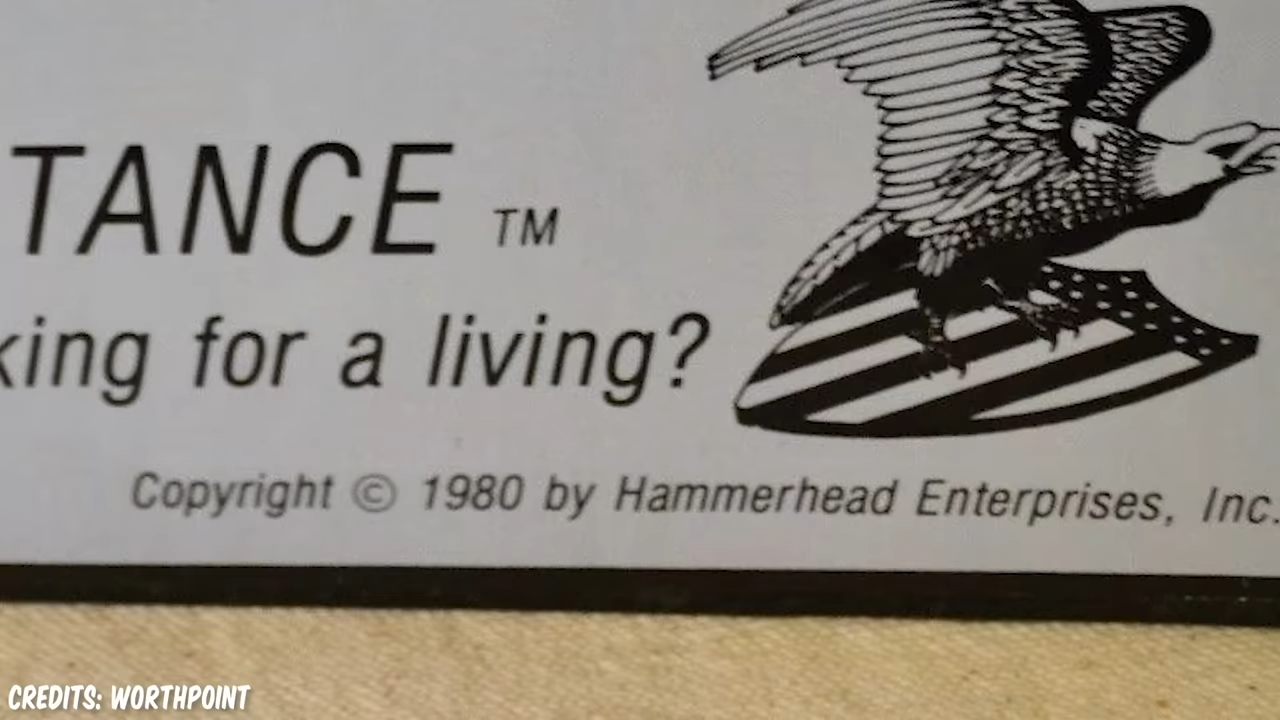 TANCE TM
king for a living?
Copyright © 1980 by Hammerhead Enterprises, Inc.
CREDITS: WORTHPOINT